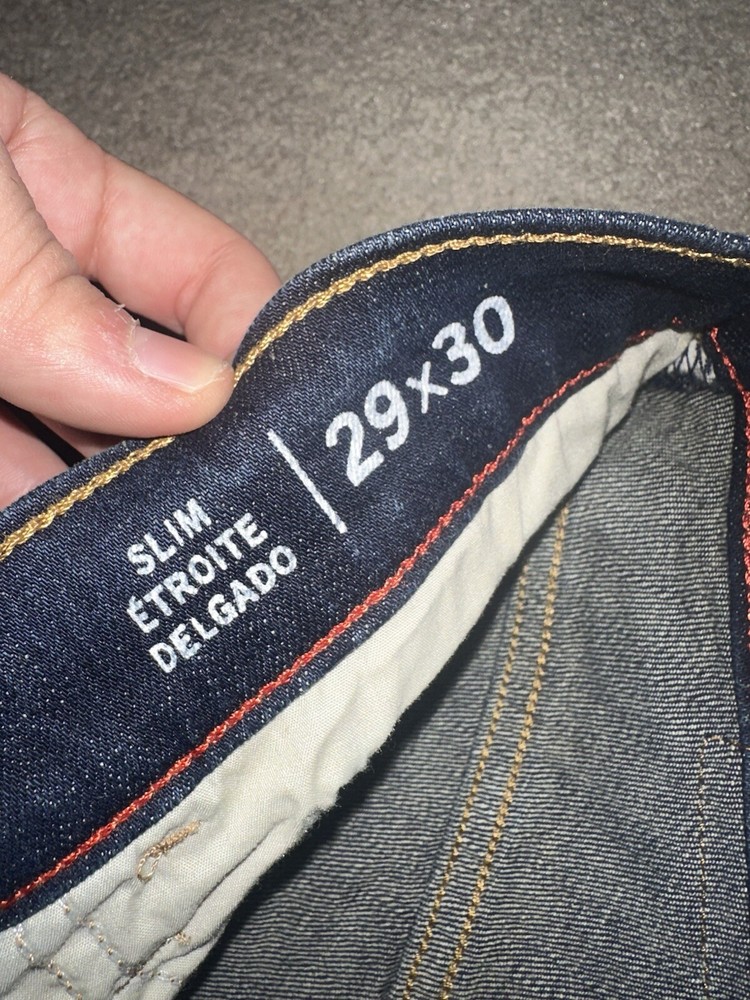 SLIM
ÉTROITE
DELGADO
29x30